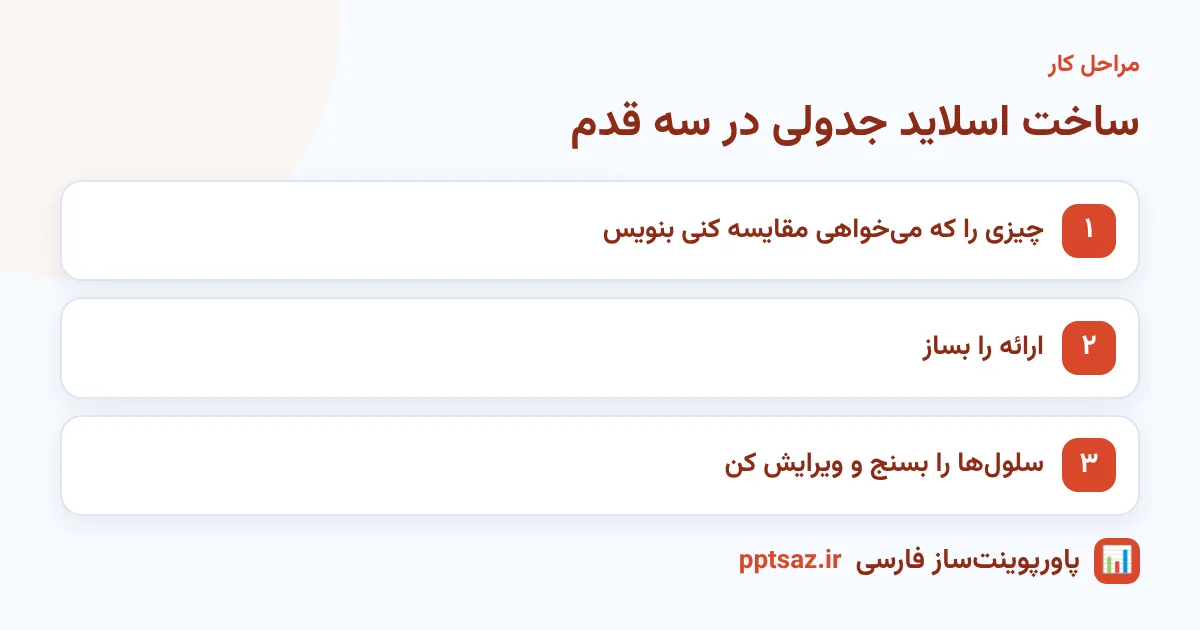 مراحل کار
ساخت اسلاید جدولی در سه قدم
۱ چیزی را که می‌خواهی مقایسه کنی بنویس
۲ ارائه را بساز
۳ سلول‌ها را بسنج و ویرایش کن
پاورپوینت‌ساز فارسی pptsaz.ir